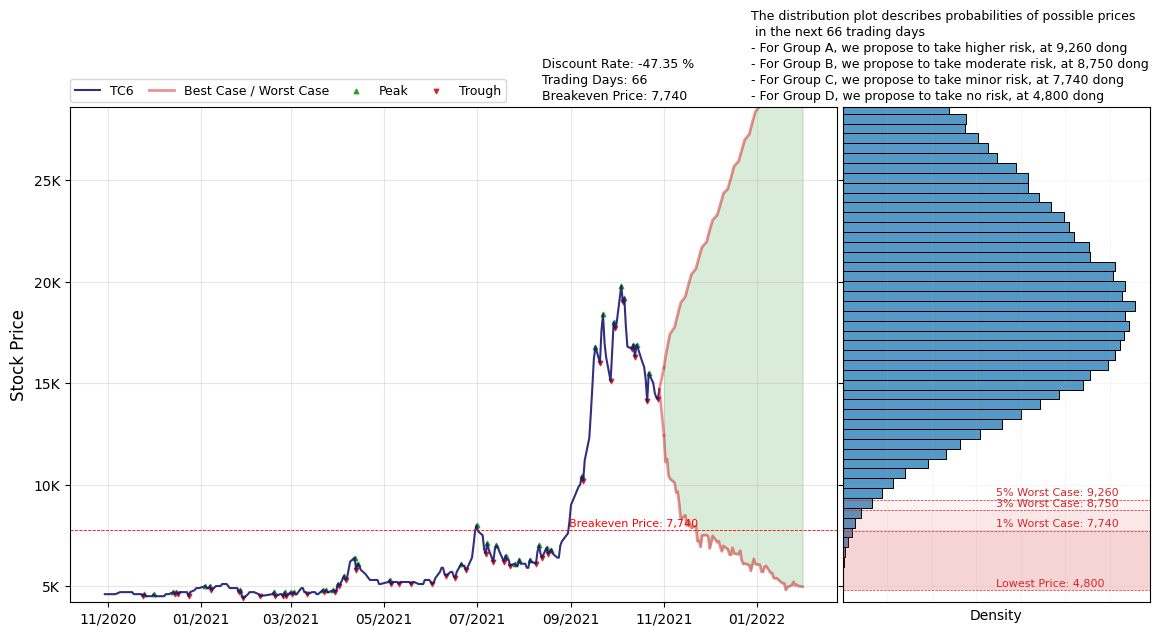 The distribution plot describes probabilities of possible prices
in the next 66 trading days
- For Group A, we propose to take higher risk, at 9,260 dong
- For Group B, we propose to take moderate risk, at 8,750 dong
- For Group C, we propose to take minor risk, at 7,740 dong
- For Group D, we propose to take no risk, at 4,800 dong
Discount Rate: -47.35 %
Trading Days: 66
Breakeven Price: 7,740
TC6
Best Case / Worst Case
Peak
Trough
Stock Price
25K
20K
15K
10K
5K
Breakeven Price: 7,740
5% Worst Case: 9,260
3% Worst Case: 8,750
1% Worst Case: 7,740
Lowest Price: 4,800
11/2020
01/2021
03/2021
05/2021
07/2021
09/2021
11/2021
01/2022
Density